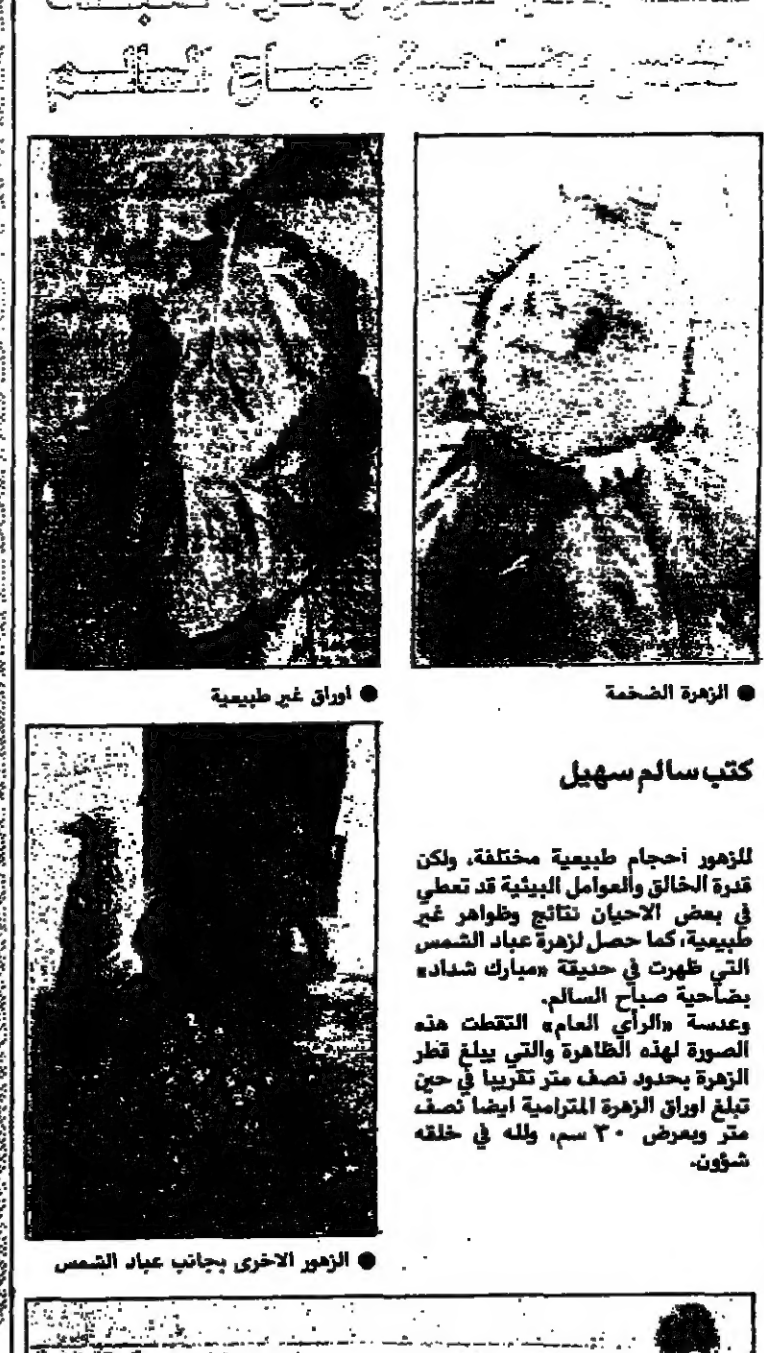 ● الزهرة الضخمة
● اوراق غير طبيعية
كتب سالم سهيل
للزهور أحجام طبيعية مختلفة، ولكن
قدرة الخالق والعوامل البيئية قد تعطي
في بعض الاحيان نتائج وظواهر غير
طبيعية، كما حصل لزهرة عباد الشمس
التي ظهرت في حديقة «مبارك شداد»
بضاحية صباح السالم.
وعدسة «الرأي العام» التقطت هذه
الصورة لهذه الظاهرة والتي يبلغ قطر
الزهرة بحدود نصف متر تقريبا في حين
تبلغ اوراق الزهرة المترامية ايضا نصف
متر وبعرض ٣٠ سم، ولله في خلقه
شؤون.
● الزهور الاخرى بجانب عباد الشمس